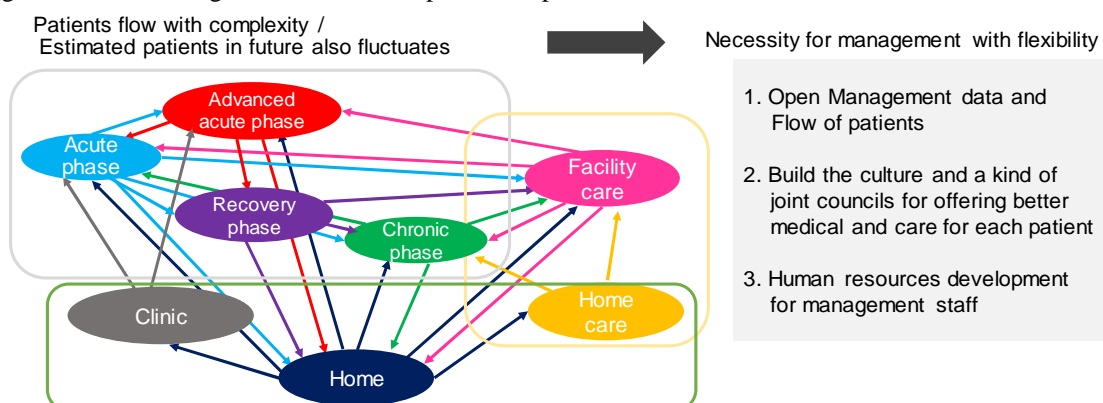 Patients flow with complexity /
Estimated patients in future also fluctuates
Necessity for management with flexibility
Advanced
acute phase
Acute
phase
Facility
care
Recovery
phase
Chronic
phase
Clinic
Home
care
Home
1. Open Management data and
Flow of patients
2. Build the culture and a kind of
joint councils for offering better
medical and care for each patient
3. Human resources development
for management staff